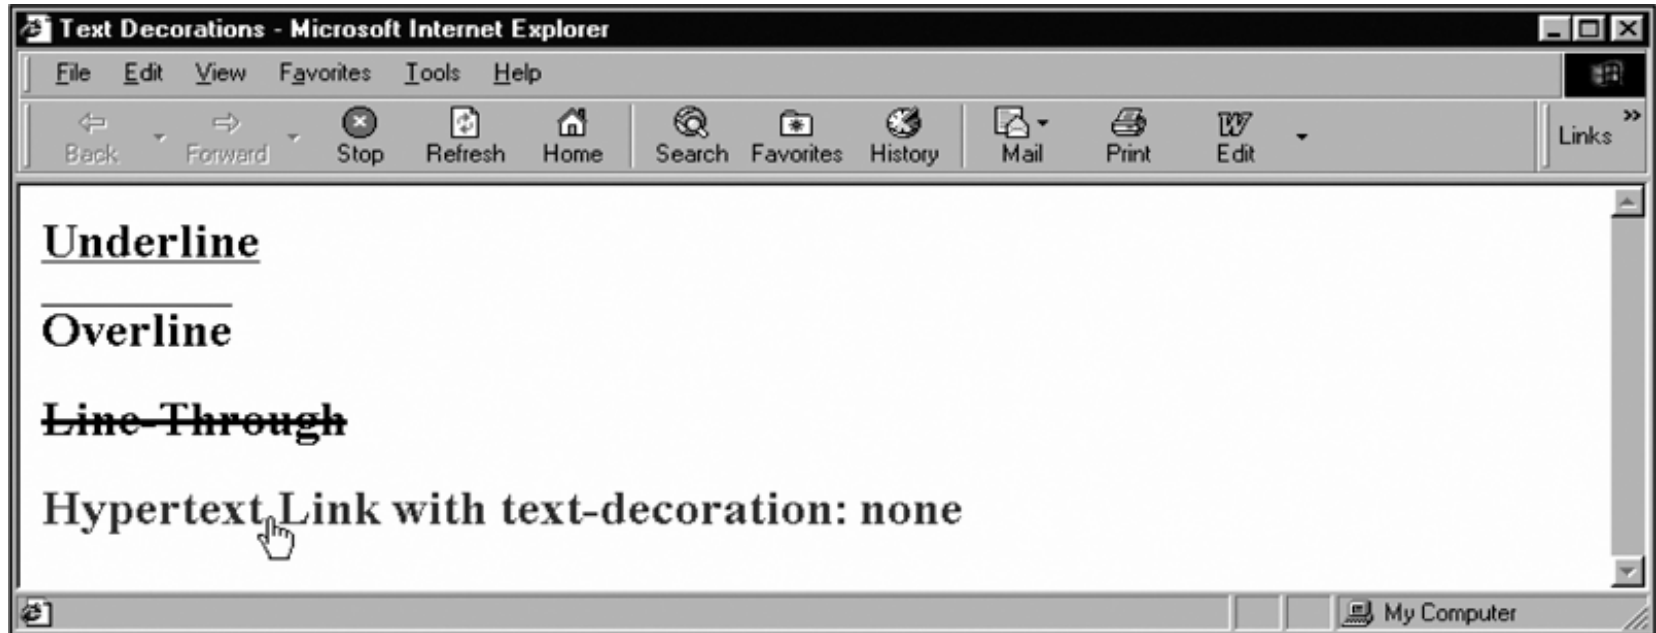 Text Decorations - Microsoft Internet Explorer
File Edit View Favorites Tools Help
Back Forward Stop Refresh Home Search Favorites History Mail Print Edit Links »
Underline
Overline
Line-Through
Hypertext Link with text-decoration: none
My Computer